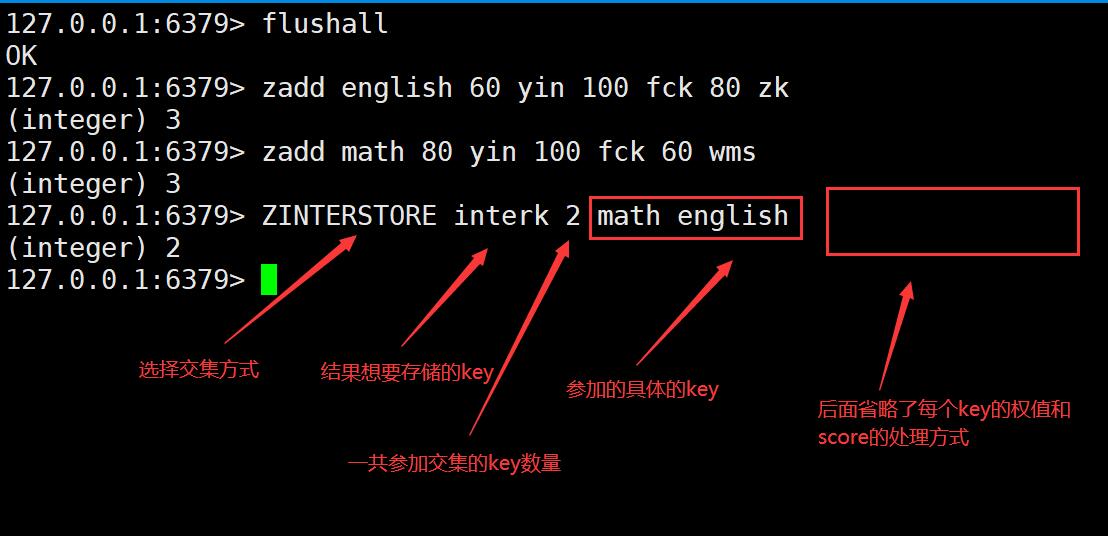 127.0.0.1:6379> flushall
OK
127.0.0.1:6379> zadd english 60 yin 100 fck 80 zk
(integer) 3
127.0.0.1:6379> zadd math 80 yin 100 fck 60 wms
(integer) 3
127.0.0.1:6379> ZINTERSTORE interk 2 math english
(integer) 2
127.0.0.1:6379>
选择交集方式
结果想要存储的key
参加的具体的key
后面省略了每个key的权值和
score的处理方式
一共参加交集的key数量